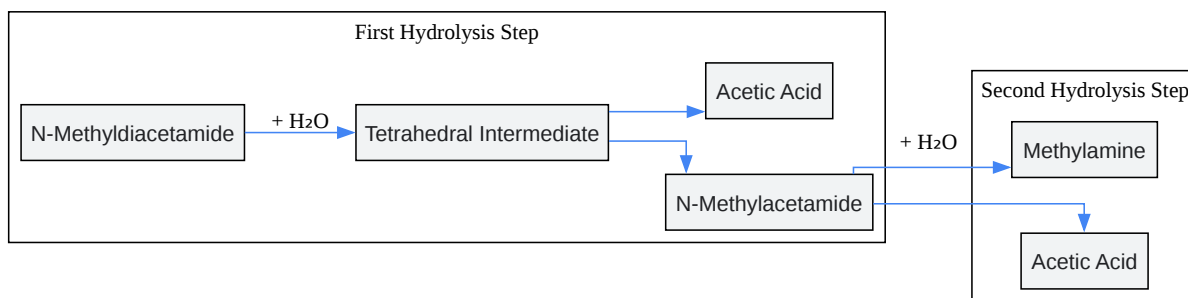 First Hydrolysis Step
N-Methyldiacetamide
+ H₂O
Tetrahedral Intermediate
Acetic Acid
N-Methylacetamide
+ H₂O
Second Hydrolysis Step
Methylamine
Acetic Acid